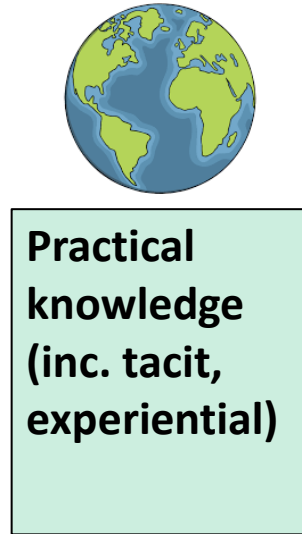 Practical
knowledge
(inc. tacit,
experiential)